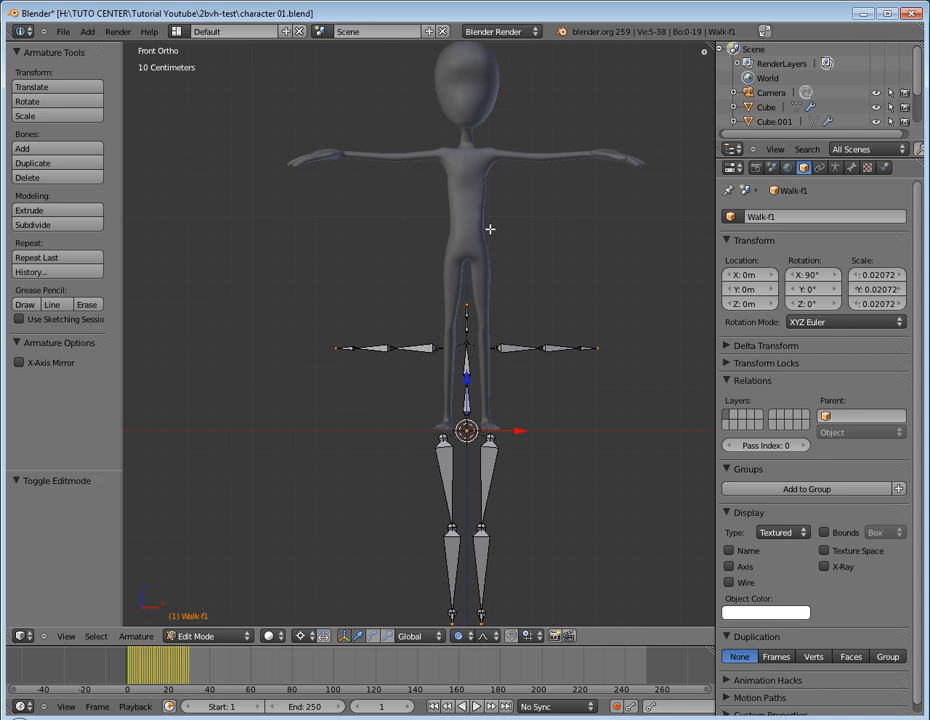 Blender* [H:\TUTO CENTER\Tutorial Youtube\2bvh-test\character01.blend]
File Add Render Help Default Scene Blender Render blender.org 259 | Ve:5-38 | Bo:0-19 | Walk-f1
Armature Tools
Transform:
Translate
Rotate
Scale
Bones:
Add
Duplicate
Delete
Modeling:
Extrude
Subdivide
Repeat:
Repeat Last
History...
Grease Pencil:
Draw Line Erase
Use Sketching Sessio
Armature Options
X-Axis Mirror
Toggle Editmode
Front Ortho
10 Centimeters
(1) Walk-f1
View Select Armature Edit Mode Global
-40 -20 0 20 40 60 80 100 120 140 160 180 200 220 240 260
View Frame Playback Start: 1 End: 250 1 No Sync
Scene
RenderLayers
World
Camera
Cube
Cube.001
View Search All Scenes
Walk-f1
Walk-f1
Transform
Location: Rotation: Scale:
X: 0m X: 90° : 0.02072
Y: 0m Y: 0° Y: 0.02072
Z: 0m Z: 0° : 0.02072
Rotation Mode: XYZ Euler
Delta Transform
Transform Locks
Relations
Layers: Parent:
Object
Pass Index: 0
Groups
Add to Group
Display
Type: Textured Bounds Box
Name Texture Space
Axis X-Ray
Wire
Object Color:
Duplication
None Frames Verts Faces Group
Animation Hacks
Motion Paths
Custom Properties